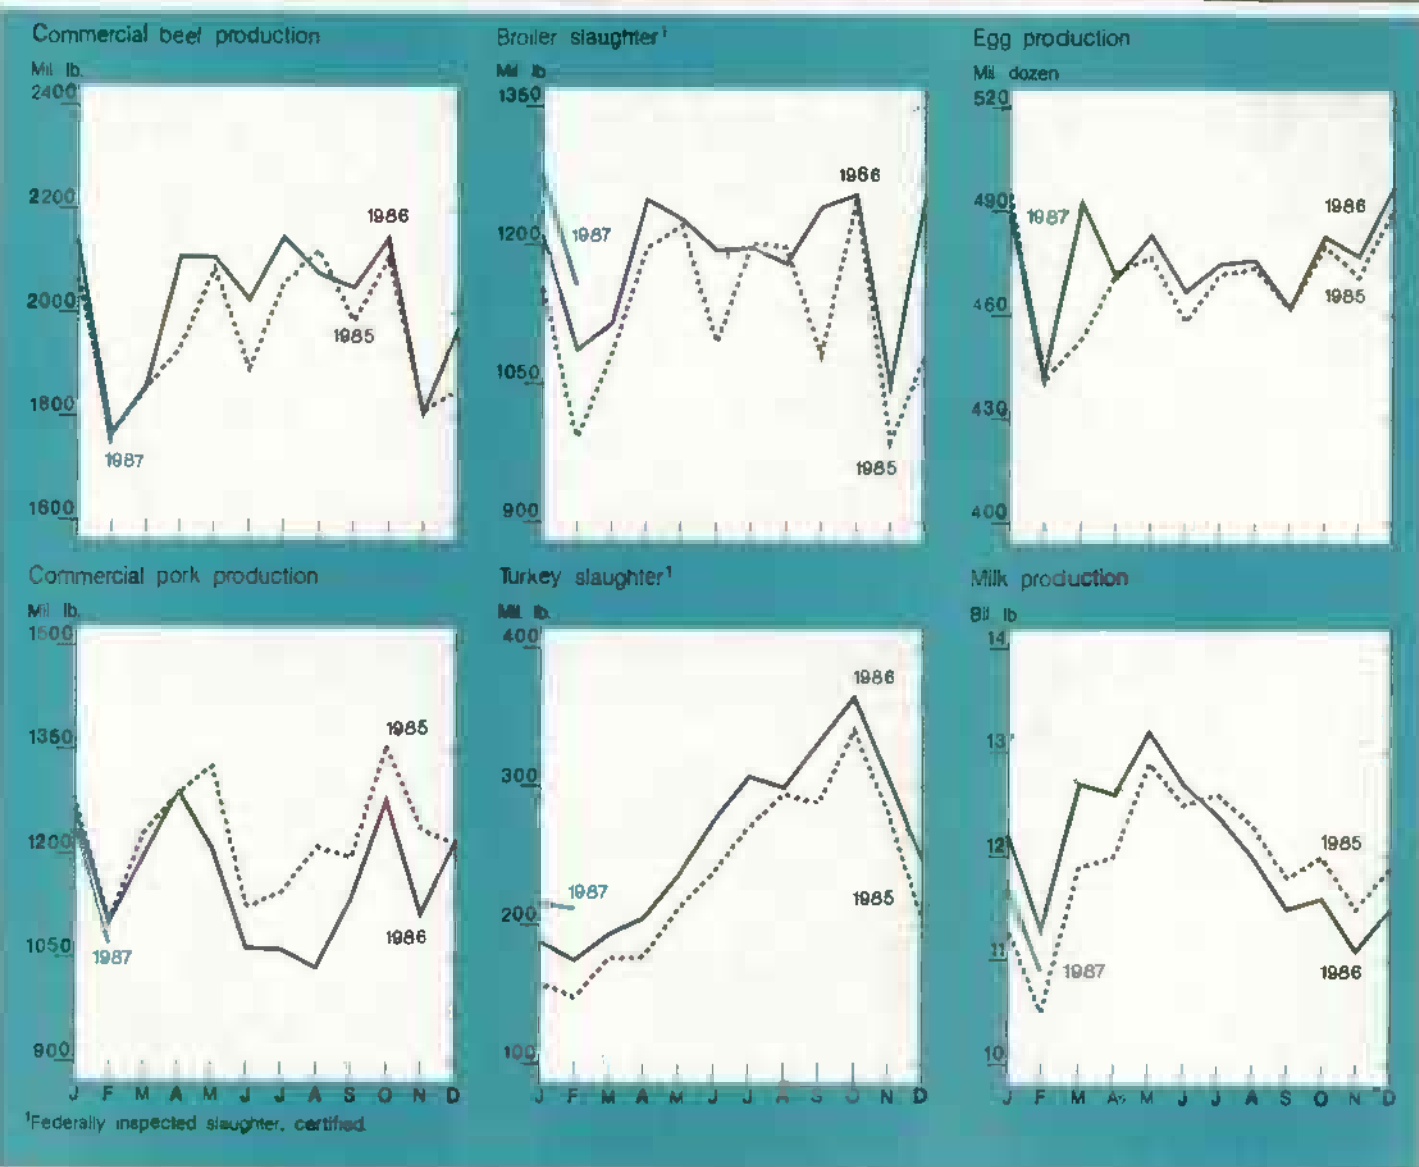 Commercial beef production
Mil lb.
2400
2200
2000
1800
1600
1986
1985
1987
Broiler slaughter¹
Mil lb
1350
1200
1050
900
1986
1987
1985
Egg production
Mil dozen
520
490
460
430
400
1987
1986
1985
Commercial pork production
Mil lb.
1500
1350
1200
1050
900
1985
1986
1987
J F M A M J J A S O N D
Turkey slaughter¹
Mil. lb.
400
300
200
100
1986
1987
1985
J F M A M J J A S O N D
Milk production
Bil lb
14
13
12
11
10
1985
1987
1986
J F M A M J J A S O N D
¹Federally inspected slaughter, certified.